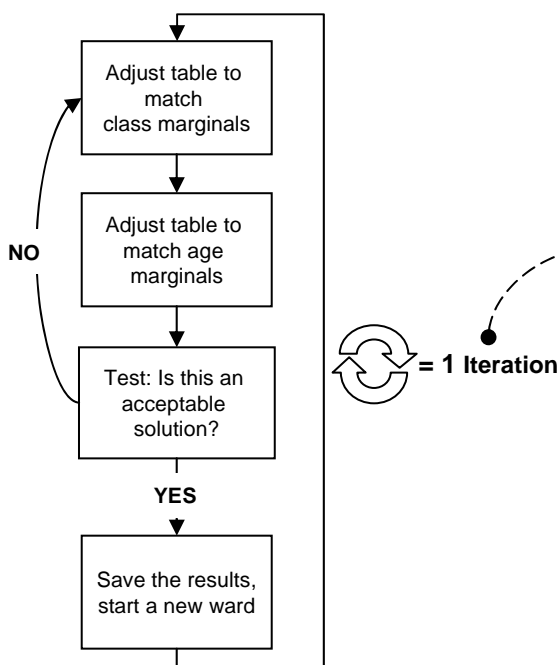 Adjust table to
match
class marginals
Adjust table to
match age
marginals
NO
Test: Is this an
acceptable
solution?
= 1 Iteration
YES
Save the results,
start a new ward